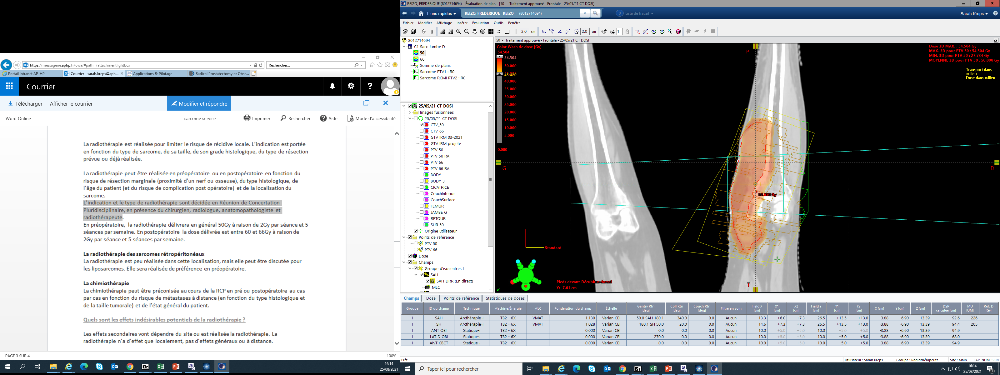 https://messagerie.aphp.fr/owa/#path=/attachmentlightbox
Rechercher...
Portail Intranet AP-HP
Courrier - sarah.kreps@aph...
Applications & Pilotage
Radical Prostatectomy or Obse...
Courrier
Télécharger
Afficher le courrier
Modifier et répondre
Word Online
sarcome service
Imprimer
Rechercher
Aide
Mode d'accessibilité
La radiothérapie est réalisée pour limiter le risque de récidive locale. L'indication est portée
en fonction du type de sarcome, de sa taille, de son grade histologique, du type de résection
prévue ou déjà réalisée.
La radiothérapie peut être réalisée en préopératoire ou en postopératoire en fonction du
risque de résection marginale (proximité d'un nerf ou osseuse), du type histologique, de
l'âge du patient (et du risque de complication post opératoire) et de la localisation du
sarcome.
L'indication et le type de radiothérapie sont décidée en Réunion de Concertation
Pluridisciplinaire, en présence du chirurgien, radiologue, anatomopathologiste et
radiothérapeute.
En préopératoire, la radiothérapie délivrera en général 50Gy à raison de 2Gy par séance et 5
séances par semaine. En postopératoire la dose délivrée est entre 60 et 66Gy à raison de
2Gy par séance et 5 séances par semaine.
La radiothérapie des sarcomes rétropéritonéaux
La radiothérapie est peu réalisée dans cette localisation, mais elle peut être discutée pour
les liposarcomes. Elle sera réalisée de préférence en préopératoire.
La chimiothérapie
La chimiothérapie peut être préconisée au cours de la RCP en pré ou postopératoire au cas
par cas en fonction du risque de métastases à distance (en fonction du type histologique et
de la taille tumorale) et de l'état général du patient.
Quels sont les effets indésirables potentiels de la radiothérapie ?
Les effets secondaires vont dépendre du site ou est réalisée la radiothérapie. La
radiothérapie n'a d'effet que localement, pas d'effets généraux ou à distance.
PAGE 3 SUR 4
100%
16:14
25/08/2021
REIZO, FREDERIQUE (8012714694) - Évaluation de plan - [50 - Traitement approuvé - Frontale - 25/05/21 CT DOSI]
Liens rapides
REIZO, FREDERIQUE REIZO (8012714694)
0 Liste de travail
Sarah Kreps
Fichier Modifier Affichage Insérer Évaluation Outils Fenêtre
2.0 cm
2.0 cm
1
8012714694
C1 Sarc Jambe D
50
66
Somme de plans
Sarcome PTV1 : R0
Sarcome RCMI PTV2 : R0
25/05/21 CT DOSI
Images fusionnées
25/05/21 CT DOSI
CTV_50
CTV_66
GTV IRM 03-2021
GTV IRM projeté
PTV 50
PTV 50 RA
PTV 66
PTV 66 RA
BODY
BODY-3
CICATRICE
CouchInterior
CouchSurface
FEMUR
JAMBE G
RETOUR
SUR 50
Origine utilisateur
Points de référence
PTV 50
PTV 66
Dose
Champs
Groupe d'isocentres I
SAH
SAH-DRR (En direct)
MLC
50 - Traitement approuvé - Frontale - 25/05/21 CT DOSI
Color Wash de dose [Gy]
54.504
54.504
50.000
45.420
40.000
35.000
30.000
25.000
20.000
15.000
10.000
5.000
0.000
Pi
G
D
T
Dose 3D MAX. : 54.504 Gy
MAX. 3D pour PTV 50 : 54.504 Gy
MIN. 3D pour PTV 50 : 27.734 Gy
MOYENNE 3D pour PTV 50 : 50.000 Gy
Transport dans
milieu
Dose dans milieu
52.650 Gy
Standard
Pieds devant-Décubitus dorsal
Y: -7.61 cm
Champs Dose Points de référence Statistiques de doses
Groupe ID du champ Technique Machine/Énergie MLC Pondération du champ Échelle Gantry Rtn [deg] Coll Rtn [deg] Couch Rtn [deg] Filtre en coin Field X [cm] X1 [cm] X2 [cm] Field Y [cm] Y1 [cm] Y2 [cm] X [cm] Y [cm] Z [cm] DSP calculée [cm] MU [UM] Réf. D [Gy]
I SAH Arcthérapie-I TB2 - 6X VMAT 1.130 Varian CEI 50.0 SAH 180.1 340.0 0.0 Aucun 13.3 +6.0 +7.3 26.5 +13.5 +13.0 -3.88 -6.90 13.39 92.6 226
I SH Arcthérapie-I TB2 - 6X VMAT 1.028 Varian CEI 180.1 SH 50.0 20.0 0.0 Aucun 14.6 +7.3 +7.3 26.5 +13.5 +13.0 -3.88 -6.90 13.39 94.4 205
I ANT OBI Statique-I TB2 - 6X 0.000 Varian CEI 0.0 0.0 0.0 Aucun 10.0 +5.0 +5.0 10.0 +5.0 +5.0 -3.88 -6.90 13.39 94.9
I LAT D OBI Statique-I TB2 - 6X 0.000 Varian CEI 270.0 0.0 0.0 Aucun 10.0 +5.0 +5.0 10.0 +5.0 +5.0 -3.88 -6.90 13.39 68.0
I ANT CBCT Statique-I TB2 - 6X 0.000 Varian CEI 0.0 0.0 0.0 Aucun 10.0 +5.0 +5.0 10.0 +5.0 +5.0 -3.88 -6.90 13.39 94.9
Prêt
Utilisateur : Sarah Kreps Groupe : Radiothérapeute Site : Main CAP NUM SCRL
Taper ici pour rechercher
16:14
25/08/2021